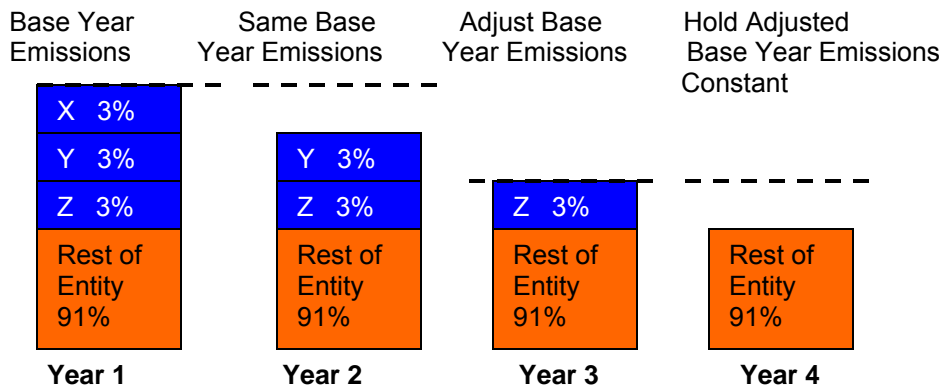 Base Year
Emissions
Same Base
Year Emissions
Adjust Base
Year Emissions
Hold Adjusted
Base Year Emissions
Constant
X 3%
Y 3%
Z 3%
Rest of
Entity
91%
Year 1
Y 3%
Z 3%
Rest of
Entity
91%
Year 2
Z 3%
Rest of
Entity
91%
Year 3
Rest of
Entity
91%
Year 4